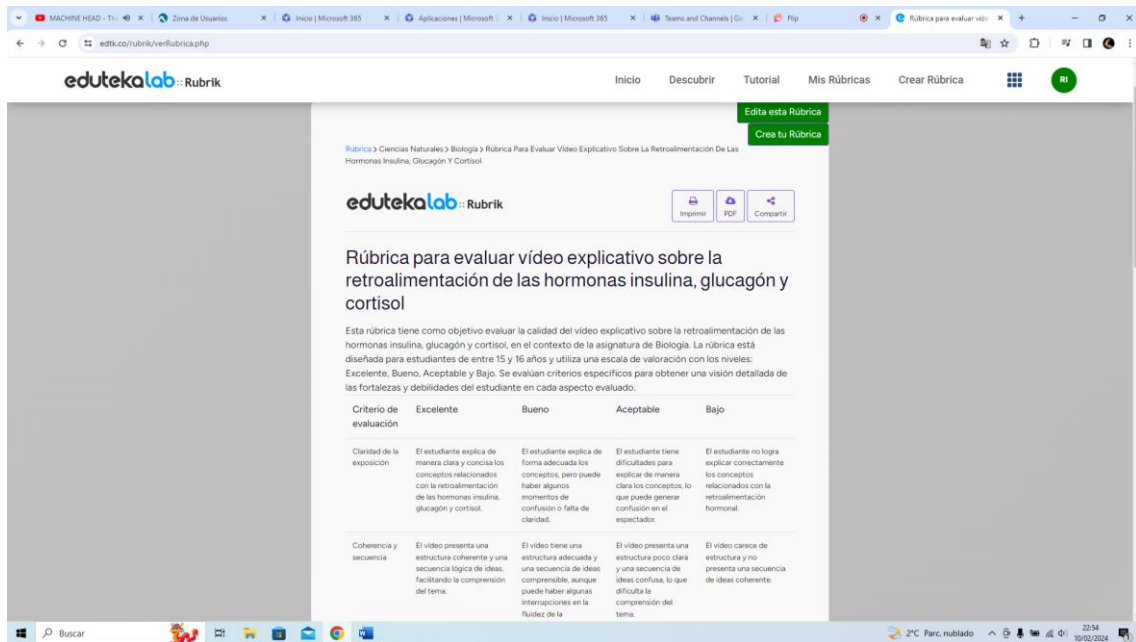 MACHINE HEAD - Th
Zona de Usuarios
Inicio | Microsoft 365
Aplicaciones | Microsoft
Inicio | Microsoft 365
Teams and Channels | G
Flip
Rúbrica para evaluar víde
edtk.co/rubrik/verRubrica.php
edutekalab :: Rubrik
Inicio
Descubrir
Tutorial
Mis Rúbricas
Crear Rúbrica
RI
Edita esta Rúbrica
Crea tu Rúbrica
Rúbrica > Ciencias Naturales > Biología > Rúbrica Para Evaluar Vídeo Explicativo Sobre La Retroalimentación De Las
Hormonas Insulina, Glucagón Y Cortisol
edutekalab :: Rubrik
Imprimir
PDF
Compartir
Rúbrica para evaluar vídeo explicativo sobre la
retroalimentación de las hormonas insulina, glucagón y
cortisol
Esta rúbrica tiene como objetivo evaluar la calidad del vídeo explicativo sobre la retroalimentación de las
hormonas insulina, glucagón y cortisol, en el contexto de la asignatura de Biología. La rúbrica está
diseñada para estudiantes de entre 15 y 16 años y utiliza una escala de valoración con los niveles:
Excelente, Bueno, Aceptable y Bajo. Se evalúan criterios específicos para obtener una visión detallada de
las fortalezas y debilidades del estudiante en cada aspecto evaluado.
Criterio de
evaluación
Excelente
Bueno
Aceptable
Bajo
Claridad de la
exposición
El estudiante explica de
manera clara y concisa los
conceptos relacionados
con la retroalimentación
de las hormonas insulina,
glucagón y cortisol.
El estudiante explica de
forma adecuada los
conceptos, pero puede
haber algunos
momentos de
confusión o falta de
claridad.
El estudiante tiene
dificultades para
explicar de manera
clara los conceptos, lo
que puede generar
confusión en el
espectador.
El estudiante no logra
explicar correctamente
los conceptos
relacionados con la
retroalimentación
hormonal.
Coherencia y
secuencia
El vídeo presenta una
estructura coherente y una
secuencia lógica de ideas,
facilitando la comprensión
del tema.
El vídeo tiene una
estructura adecuada y
una secuencia de ideas
comprensible, aunque
puede haber algunas
interrupciones en la
fluidez de la
El vídeo presenta una
estructura poco clara
y una secuencia de
ideas confusa, lo que
dificulta la
comprensión del
tema.
El vídeo carece de
estructura y no
presenta una secuencia
de ideas coherente.
Buscar
2°C Parc. nublado
22:54
10/02/2024